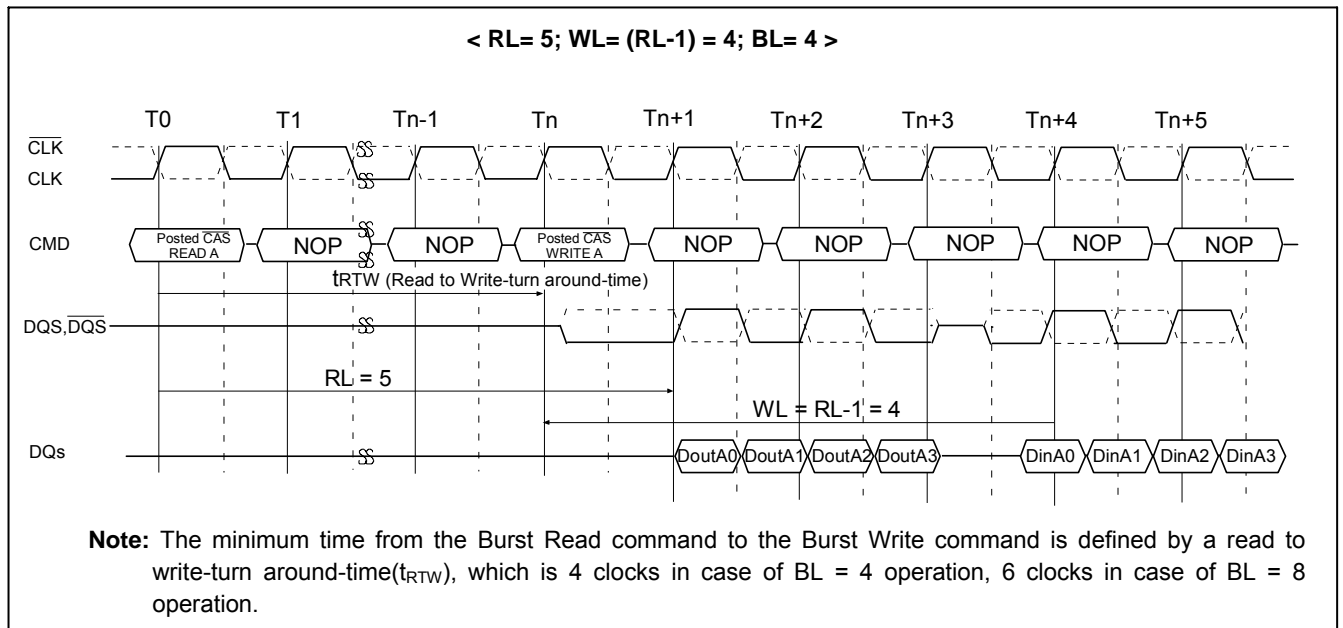 < RL= 5; WL= (RL-1) = 4; BL= 4 >
T0 T1 Tn-1 Tn Tn+1 Tn+2 Tn+3 Tn+4 Tn+5
CLK
CLK
CMD
Posted CAS
READ A
NOP
NOP
Posted CAS
WRITE A
NOP
NOP
NOP
NOP
NOP
tRTW (Read to Write-turn around-time)
DQS,DQS
RL = 5
WL = RL-1 = 4
DQs
DoutA0 DoutA1 DoutA2 DoutA3 DinA0 DinA1 DinA2 DinA3
Note: The minimum time from the Burst Read command to the Burst Write command is defined by a read to
write-turn around-time(tRTW), which is 4 clocks in case of BL = 4 operation, 6 clocks in case of BL = 8
operation.